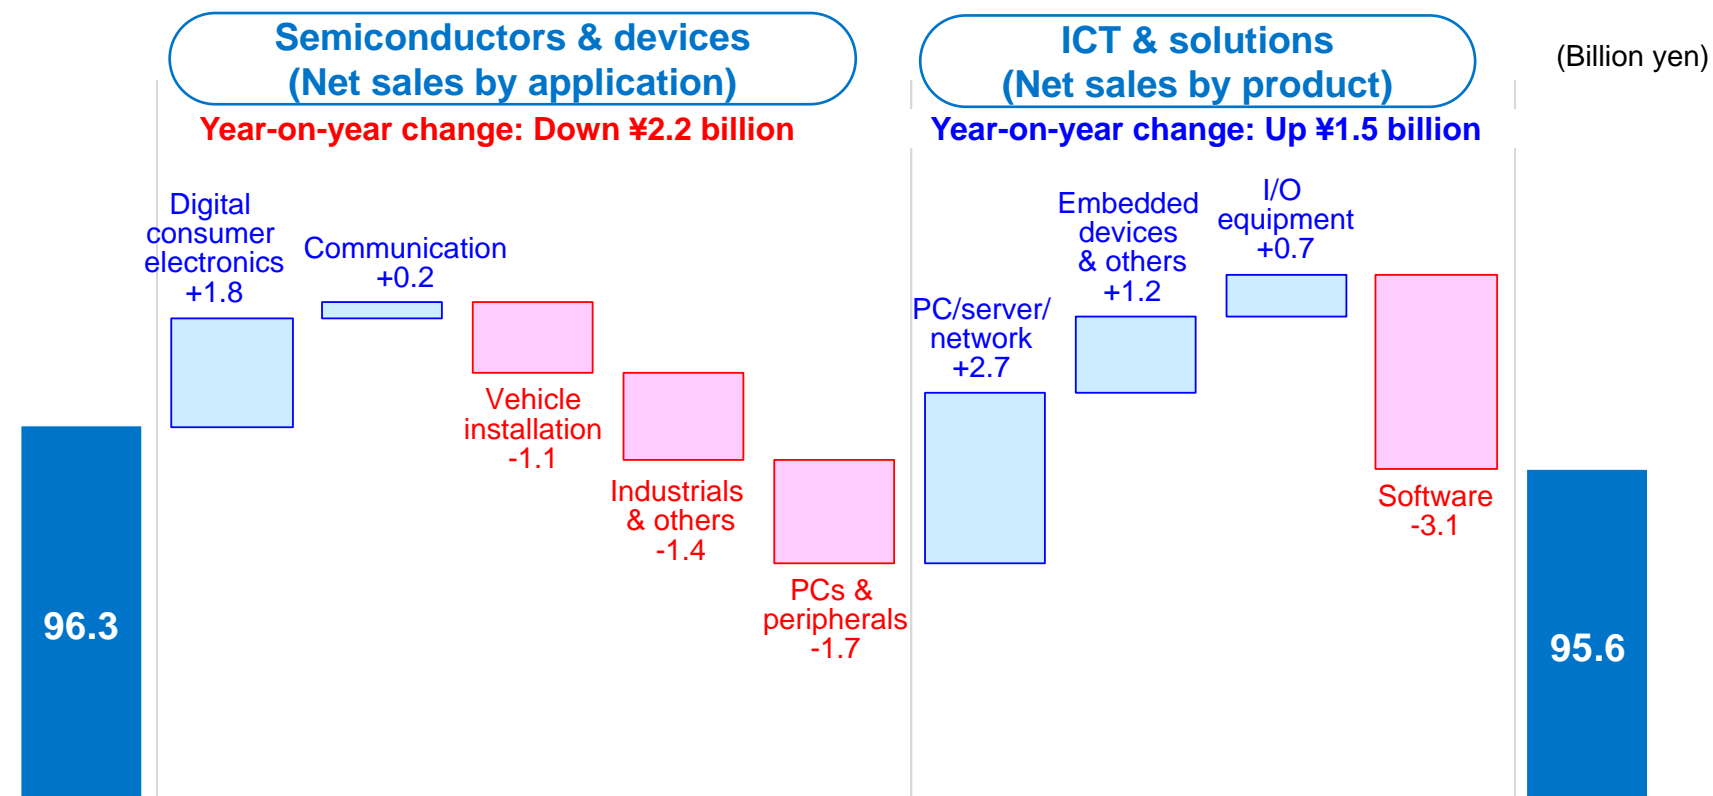 Semiconductors & devices
(Net sales by application)
ICT & solutions
(Net sales by product)
(Billion yen)
Year-on-year change: Down ¥2.2 billion
Year-on-year change: Up ¥1.5 billion
Digital
consumer
electronics
+1.8
Communication
+0.2
Vehicle
installation
-1.1
Industrials
& others
-1.4
PCs &
peripherals
-1.7
PC/server/
network
+2.7
Embedded
devices
& others
+1.2
I/O
equipment
+0.7
Software
-3.1
96.3
95.6